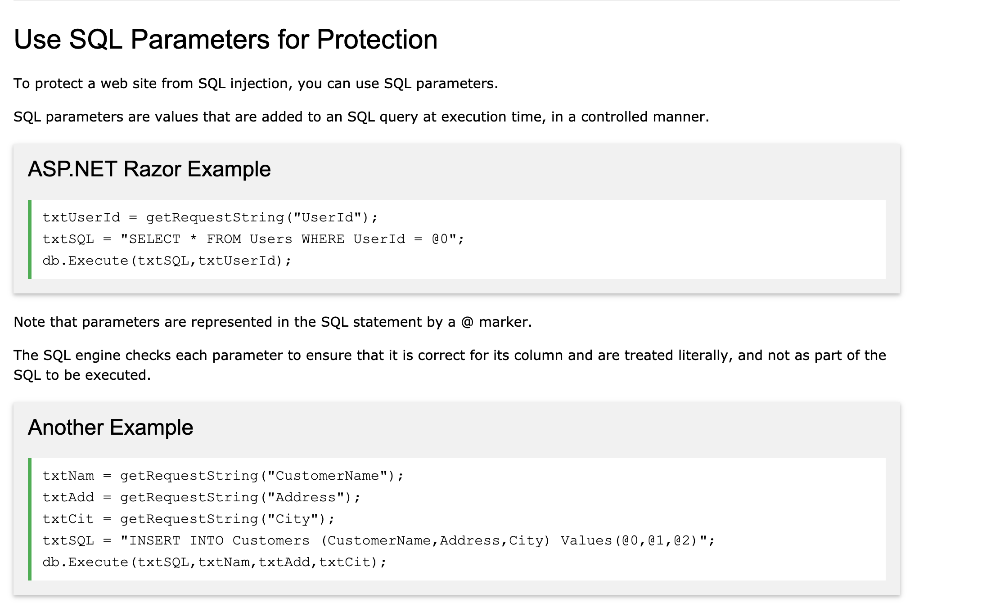 Use SQL Parameters for Protection
To protect a web site from SQL injection, you can use SQL parameters.
SQL parameters are values that are added to an SQL query at execution time, in a controlled manner.
ASP.NET Razor Example
txtUserId = getRequestString("UserId");
txtSQL = "SELECT * FROM Users WHERE UserId = @0";
db.Execute(txtSQL,txtUserId);
Note that parameters are represented in the SQL statement by a @ marker.
The SQL engine checks each parameter to ensure that it is correct for its column and are treated literally, and not as part of the
SQL to be executed.
Another Example
txtNam = getRequestString("CustomerName");
txtAdd = getRequestString("Address");
txtCit = getRequestString("City");
txtSQL = "INSERT INTO Customers (CustomerName,Address,City) Values(@0,@1,@2)";
db.Execute(txtSQL,txtNam,txtAdd,txtCit);